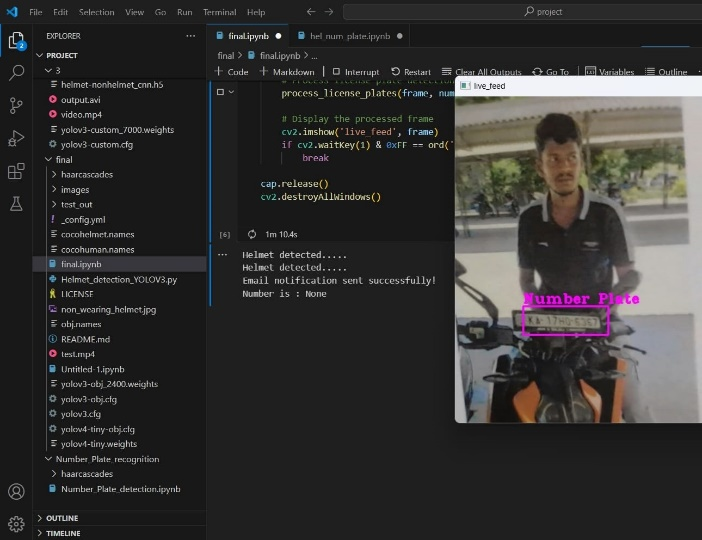 File Edit Selection View Go Run Terminal Help
project
EXPLORER
PROJECT
3
helmet-nonhelmet_cnn.h5
output.avi
video.mp4
yolov3-custom_7000.weights
yolov3-custom.cfg
final
haarcascades
images
test_out
_config.yml
cocohelmet.names
cocohuman.names
final.ipynb
Helmet_detection_YOLOV3.py
LICENSE
non_wearing_helmet.jpg
obj.names
README.md
test.mp4
Untitled-1.ipynb
yolov3-obj_2400.weights
yolov3-obj.cfg
yolov3.cfg
yolov4-tiny-obj.cfg
yolov4-tiny.weights
Number_Plate_recognition
haarcascades
Number_Plate_detection.ipynb
OUTLINE
TIMELINE
2
final.ipynb
hel_num_plate.ipynb
final > final.ipynb > ...
+ Code + Markdown Interrupt Restart Clear All Outputs Go To Variables Outline
process_license_plates(frame, num
# Display the processed frame
cv2.imshow('live_feed', frame)
if cv2.waitKey(1) & 0xFF == ord(
break
cap.release()
cv2.destroyAllWindows()
[6] 1m 10.4s
Helmet detected.....
Helmet detected.....
Email notification sent successfully!
Number is : None
live_feed
Number Plate